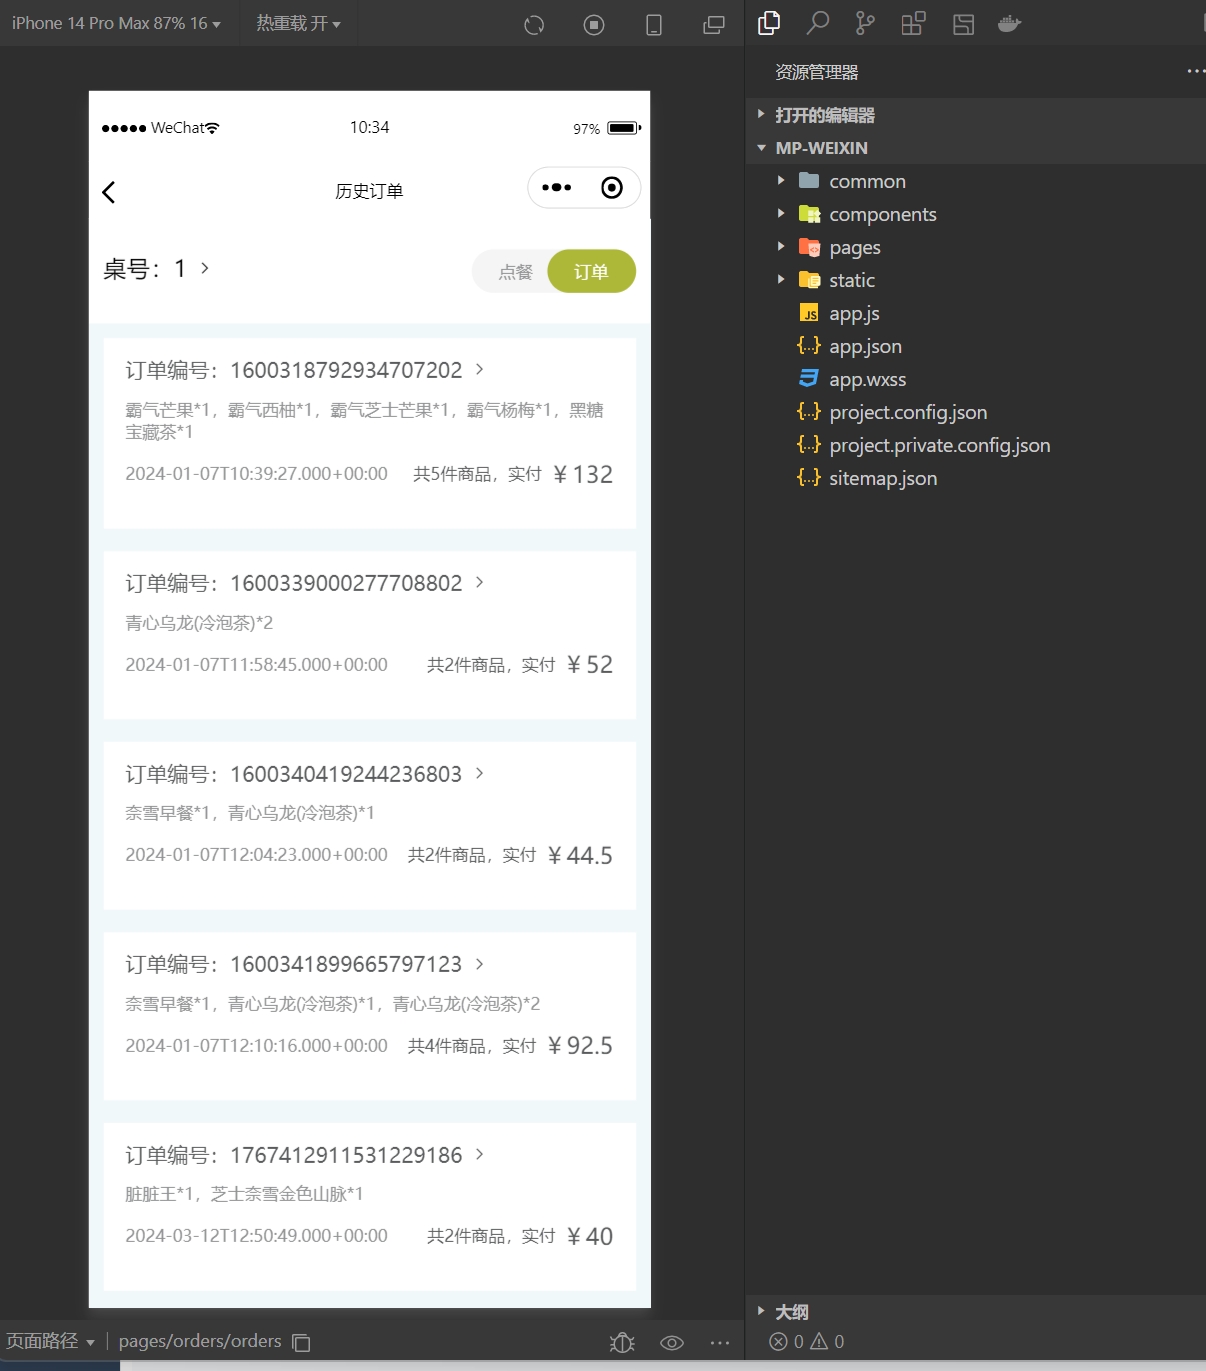 iPhone 14 Pro Max 87% 16
热重载 开
资源管理器
打开的编辑器
MP-WEIXIN
common
components
pages
static
JS app.js
{..} app.json
app.wxss
{..} project.config.json
{..} project.private.config.json
{..} sitemap.json
WeChat
10:34
97%
历史订单
桌号：1
点餐
订单
订单编号：1600318792934707202
霸气芒果*1，霸气西柚*1，霸气芝士芒果*1，霸气杨梅*1，黑糖
宝藏茶*1
2024-01-07T10:39:27.000+00:00 共5件商品，实付 ￥132
订单编号：1600339000277708802
青心乌龙(冷泡茶)*2
2024-01-07T11:58:45.000+00:00 共2件商品，实付 ￥52
订单编号：1600340419244236803
奈雪早餐*1，青心乌龙(冷泡茶)*1
2024-01-07T12:04:23.000+00:00 共2件商品，实付 ￥44.5
订单编号：1600341899665797123
奈雪早餐*1，青心乌龙(冷泡茶)*1，青心乌龙(冷泡茶)*2
2024-01-07T12:10:16.000+00:00 共4件商品，实付 ￥92.5
订单编号：1767412911531229186
脏脏王*1，芝士奈雪金色山脉*1
2024-03-12T12:50:49.000+00:00 共2件商品，实付 ￥40
大纲
页面路径
pages/orders/orders
0
0